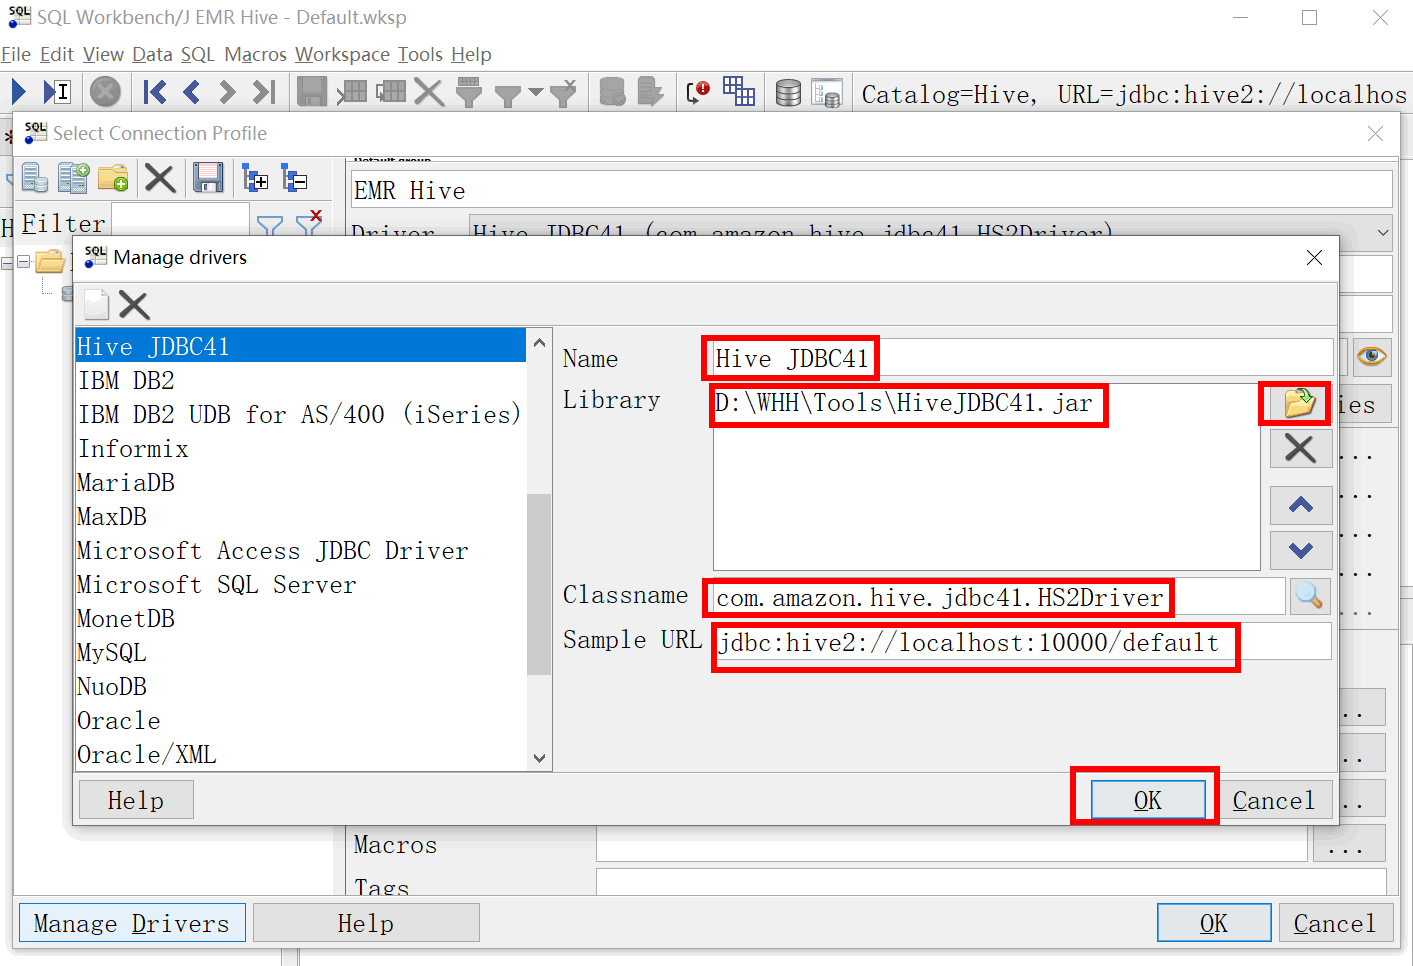 SQL Workbench/J EMR Hive - Default.wksp
File Edit View Data SQL Macros Workspace Tools Help
Catalog=Hive, URL=jdbc:hive2://localhos
Select Connection Profile
Default group
EMR Hive
Filter
Driver Hive JDBC41 (com.amazon.hive.jdbc41.HS2Driver)
Manage drivers
Hive JDBC41
IBM DB2
IBM DB2 UDB for AS/400 (iSeries)
Informix
MariaDB
MaxDB
Microsoft Access JDBC Driver
Microsoft SQL Server
MonetDB
MySQL
NuoDB
Oracle
Oracle/XML
Name Hive JDBC41
Library D:\WHH\Tools\HiveJDBC41.jar
ies
...
...
...
...
...
Classname com.amazon.hive.jdbc41.HS2Driver
Sample URL jdbc:hive2://localhost:10000/default
..
..
..
Help OK Cancel
Macros ...
Tags
Manage Drivers Help OK Cancel